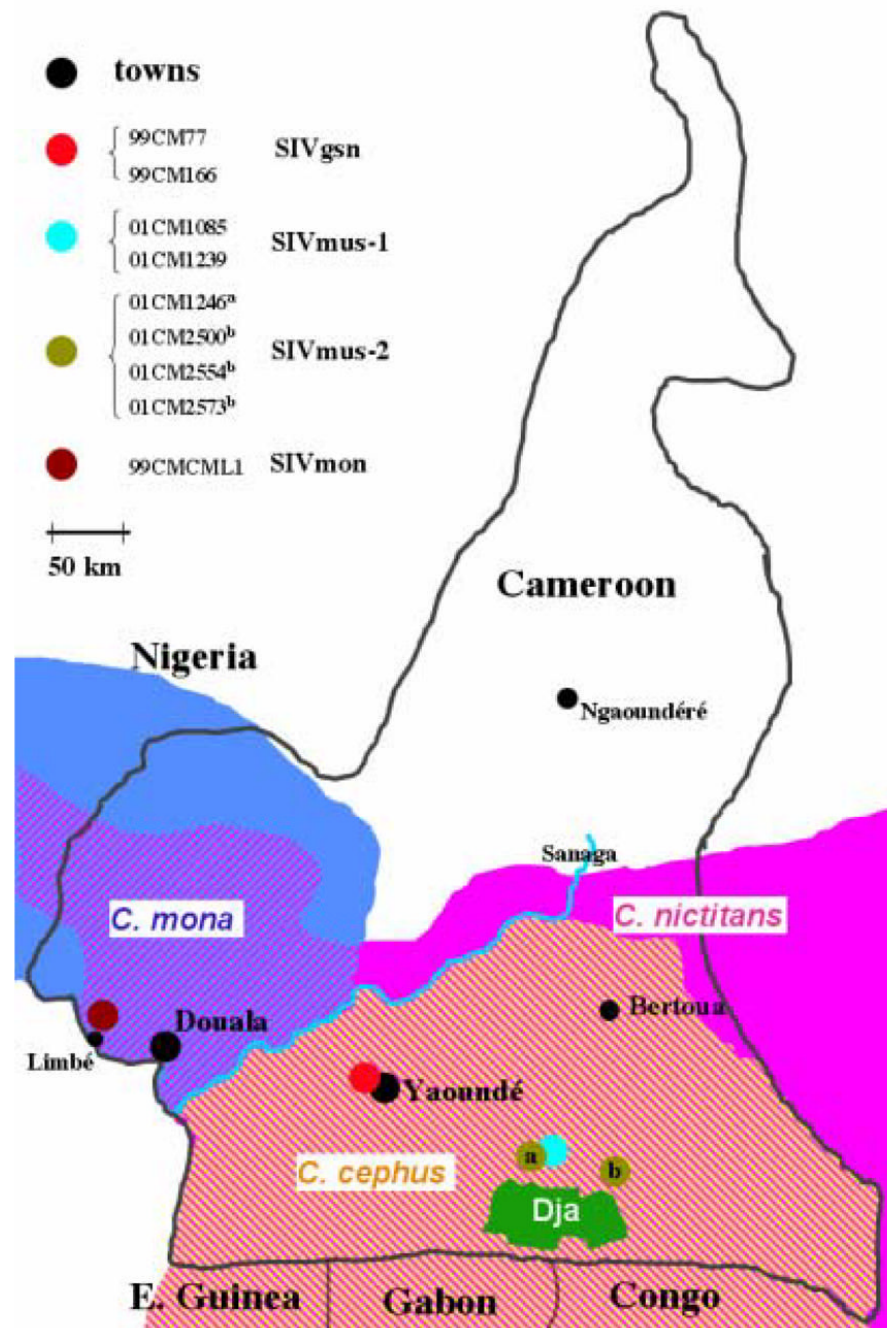 towns
99CM77
99CM166
SIVgsn
01CM1085
01CM1239
SIVmus-1
01CM1246ᵃ
01CM2500ᵇ
01CM2554ᵇ
01CM2573ᵇ
SIVmus-2
99CMCML1
SIVmon
50 km
Cameroon
Nigeria
Ngaoundéré
Sanaga
C. mona
C. nictitans
Bertoua
Douala
Limbé
Yaoundé
a
b
C. cephus
Dja
E. Guinea
Gabon
Congo